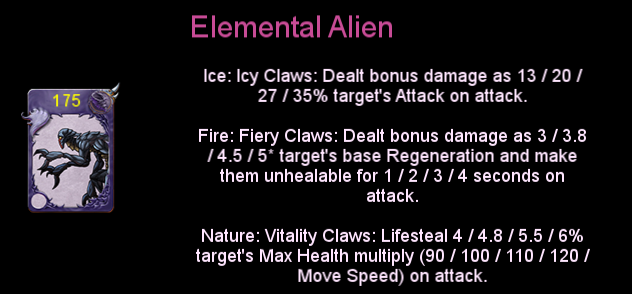 Elemental Alien
175
Ice: Icy Claws: Dealt bonus damage as 13 / 20 /
27 / 35% target's Attack on attack.
Fire: Fiery Claws: Dealt bonus damage as 3 / 3.8
/ 4.5 / 5* target's base Regeneration and make
them unhealable for 1 / 2 / 3 / 4 seconds on
attack.
Nature: Vitality Claws: Lifesteal 4 / 4.8 / 5.5 / 6%
target's Max Health multiply (90 / 100 / 110 / 120 /
Move Speed) on attack.